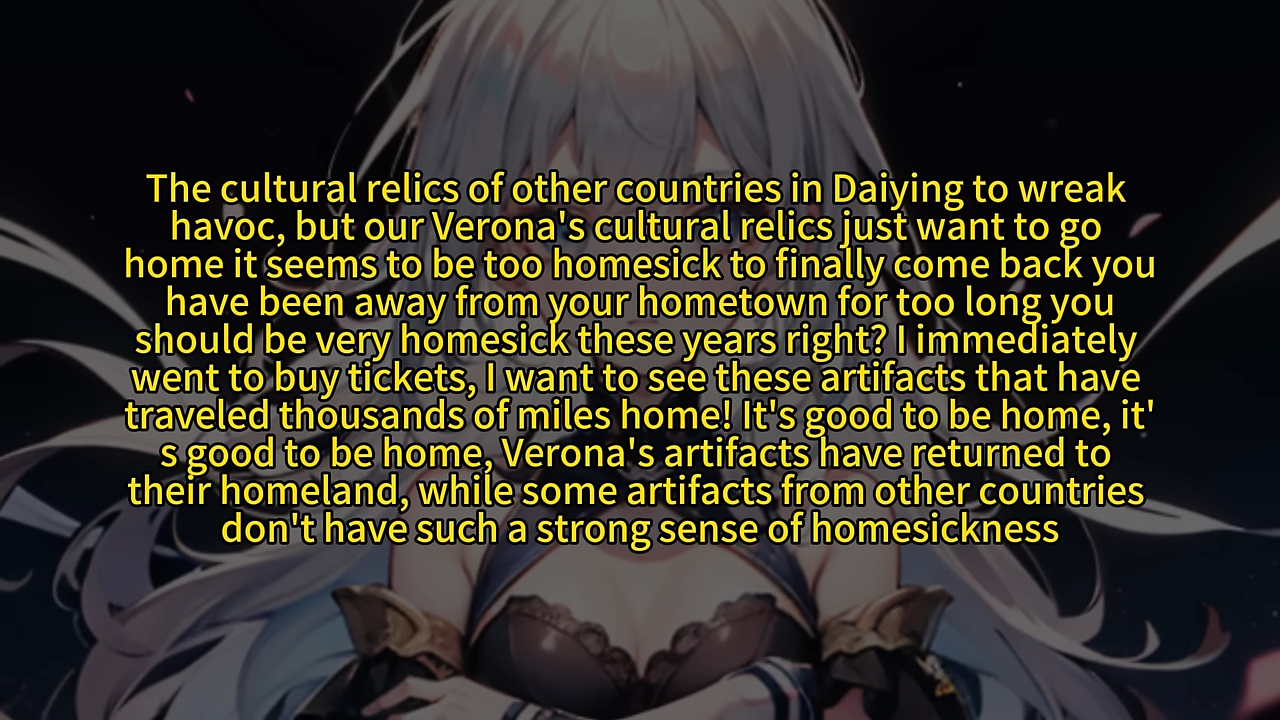 The cultural relics of other countries in Daiying to wreak
havoc, but our Verona's cultural relics just want to go
home it seems to be too homesick to finally come back you
have been away from your hometown for too long you
should be very homesick these years right? I immediately
went to buy tickets, I want to see these artifacts that have
traveled thousands of miles home! It's good to be home, it'
s good to be home, Verona's artifacts have returned to
their homeland, while some artifacts from other countries
don't have such a strong sense of homesickness